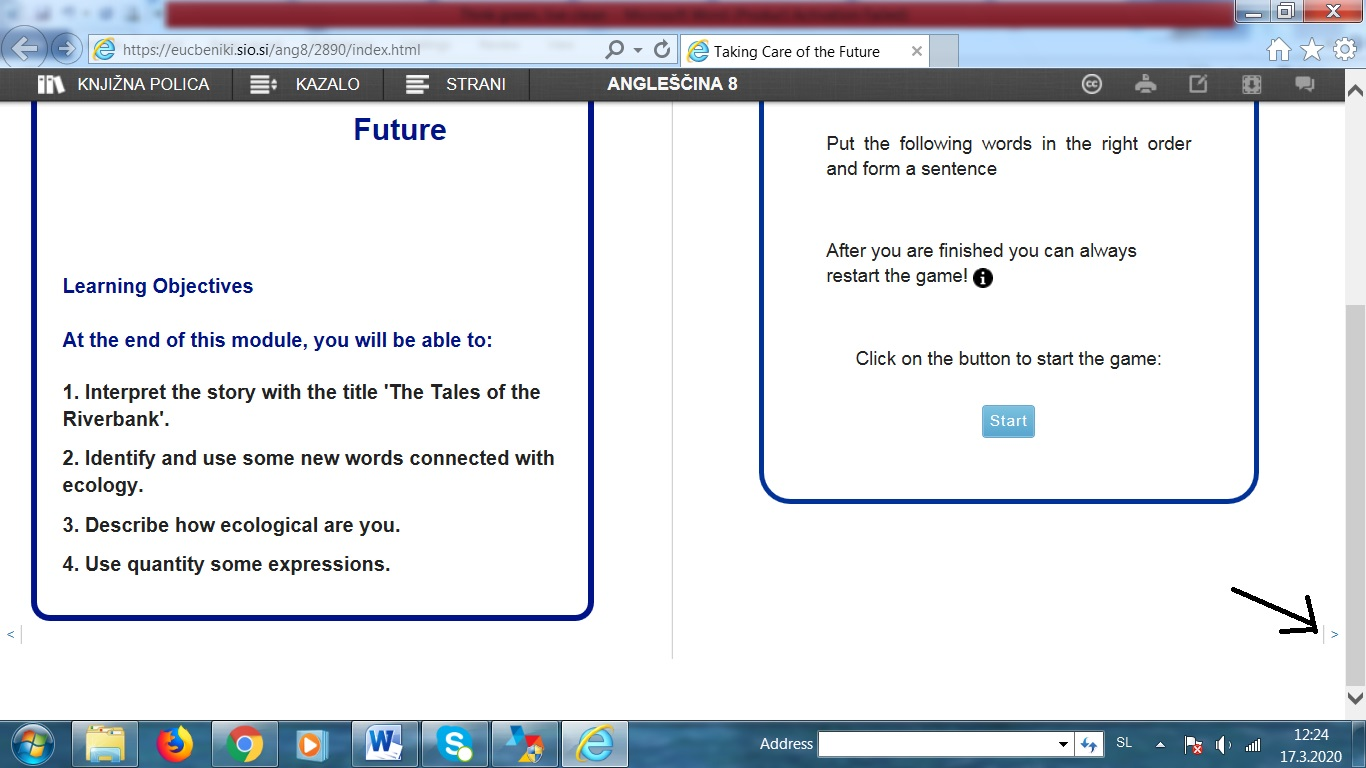 https://eucbeniki.sio.si/ang8/2890/index.html
Taking Care of the Future
KNJIŽNA POLICA
KAZALO
STRANI
ANGLEŠČINA 8
cc
Future
Learning Objectives
At the end of this module, you will be able to:
1. Interpret the story with the title 'The Tales of the
Riverbank'.
2. Identify and use some new words connected with
ecology.
3. Describe how ecological are you.
4. Use quantity some expressions.
<
Put the following words in the right order
and form a sentence
After you are finished you can always
restart the game! i
Click on the button to start the game:
Start
>
Address
SL
12:24
17.3.2020